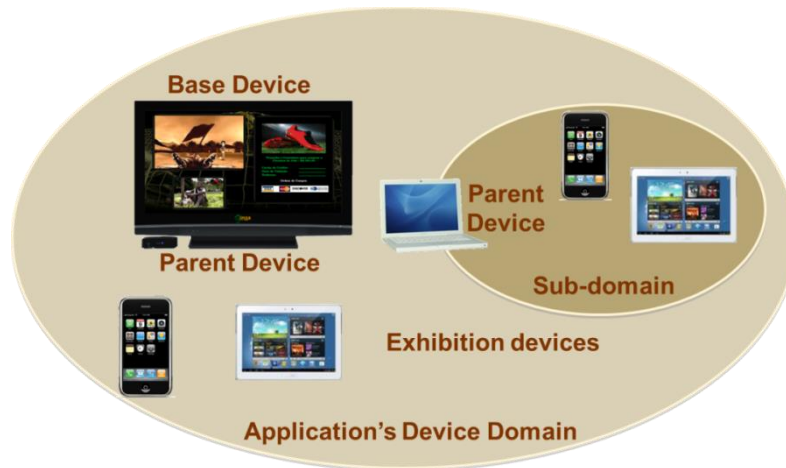 Base Device
Parent Device
Parent
Device
Sub-domain
Exhibition devices
Application's Device Domain